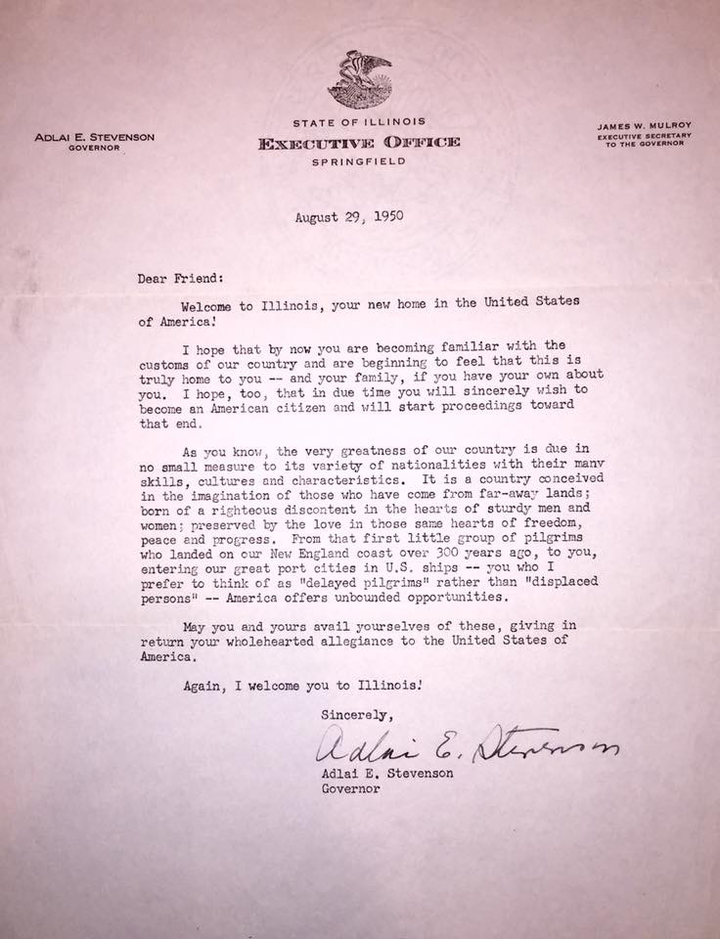 STATE OF ILLINOIS
ADLAI E. STEVENSON
GOVERNOR
EXECUTIVE OFFICE
SPRINGFIELD
JAMES W. MULROY
EXECUTIVE SECRETARY
TO THE GOVERNOR
August 29, 1950
Dear Friend:
Welcome to Illinois, your new home in the United States
of America!
I hope that by now you are becoming familiar with the
customs of our country and are beginning to feel that this is
truly home to you -- and your family, if you have your own about
you. I hope, too, that in due time you will sincerely wish to
become an American citizen and will start proceedings toward
that end.
As you know, the very greatness of our country is due in
no small measure to its variety of nationalities with their many
skills, cultures and characteristics. It is a country conceived
in the imagination of those who have come from far-away lands;
born of a righteous discontent in the hearts of sturdy men and
women; preserved by the love in those same hearts of freedom,
peace and progress. From that first little group of pilgrims
who landed on our New England coast over 300 years ago, to you,
entering our great port cities in U.S. ships -- you who I
prefer to think of as "delayed pilgrims" rather than "displaced
persons" -- America offers unbounded opportunities.
May you and yours avail yourselves of these, giving in
return your wholehearted allegiance to the United States of
America.
Again, I welcome you to Illinois!
Sincerely,
Adlai E. Stevenson
Adlai E. Stevenson
Governor